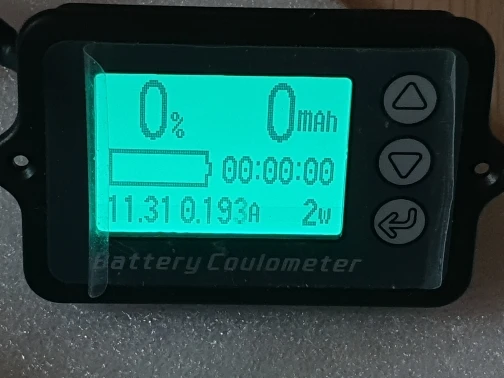 0% 0mAh
00:00:00
11.31 0.193A 2w
Battery Coulometer